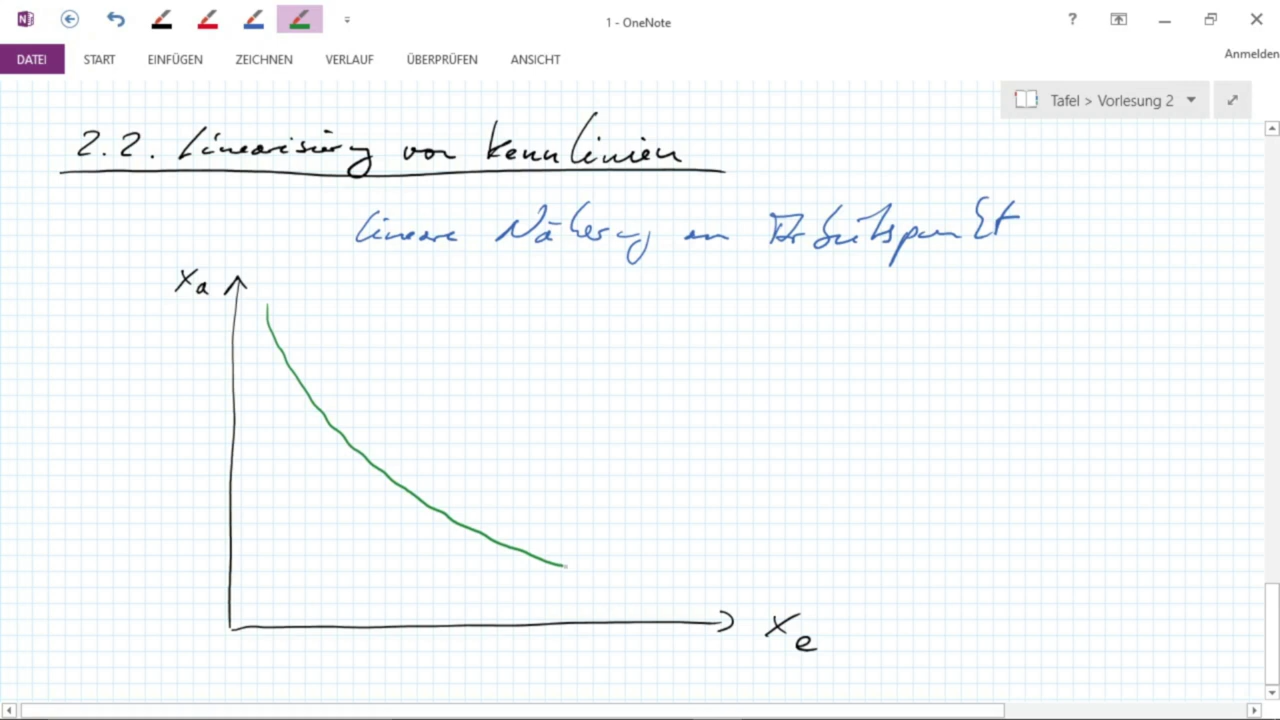 1 - OneNote
?
DATEI START EINFÜGEN ZEICHNEN VERLAUF ÜBERPRÜFEN ANSICHT
Anmelden
Tafel > Vorlesung 2
2.2. Linearisierung von Kennlinien
lineare Näherung am Arbeitspunkt
xa
xe